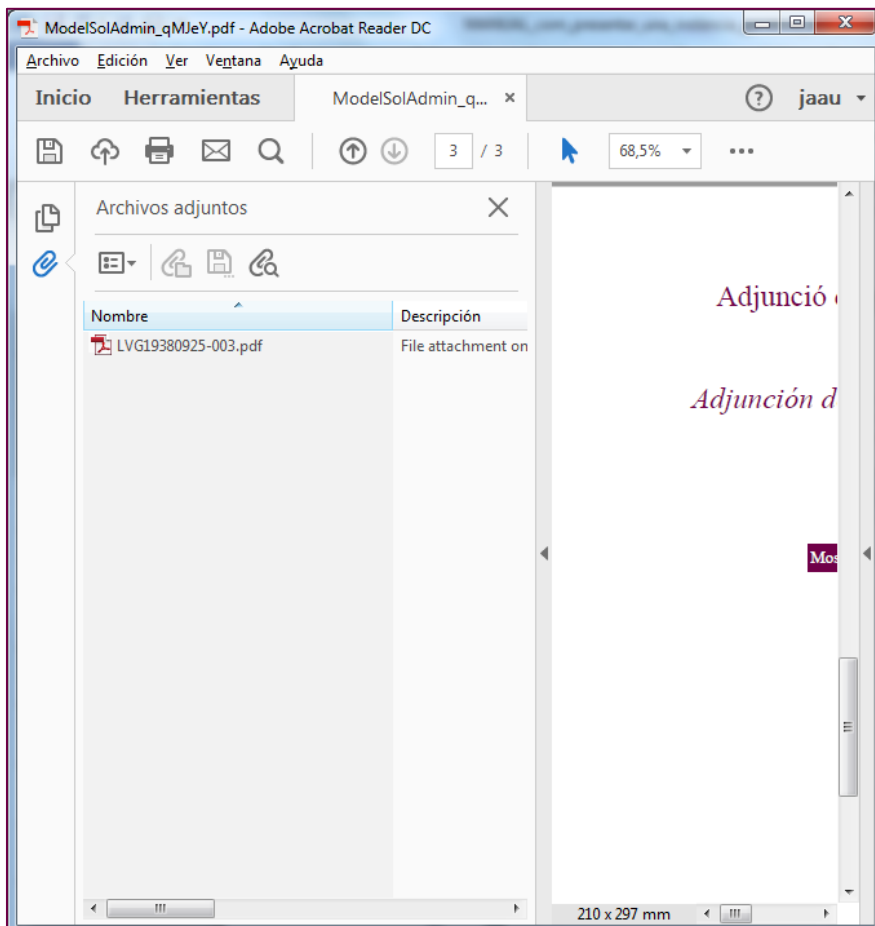 ModelSolAdmin_qMJeY.pdf - Adobe Acrobat Reader DC
Archivo Edición Ver Ventana Ayuda
Inicio Herramientas ModelSolAdmin_q... × ? jaau
3 / 3 68,5%
Archivos adjuntos
Nombre Descripción
LVG19380925-003.pdf File attachment on
Adjunció
Adjunción d
Mos
210 x 297 mm